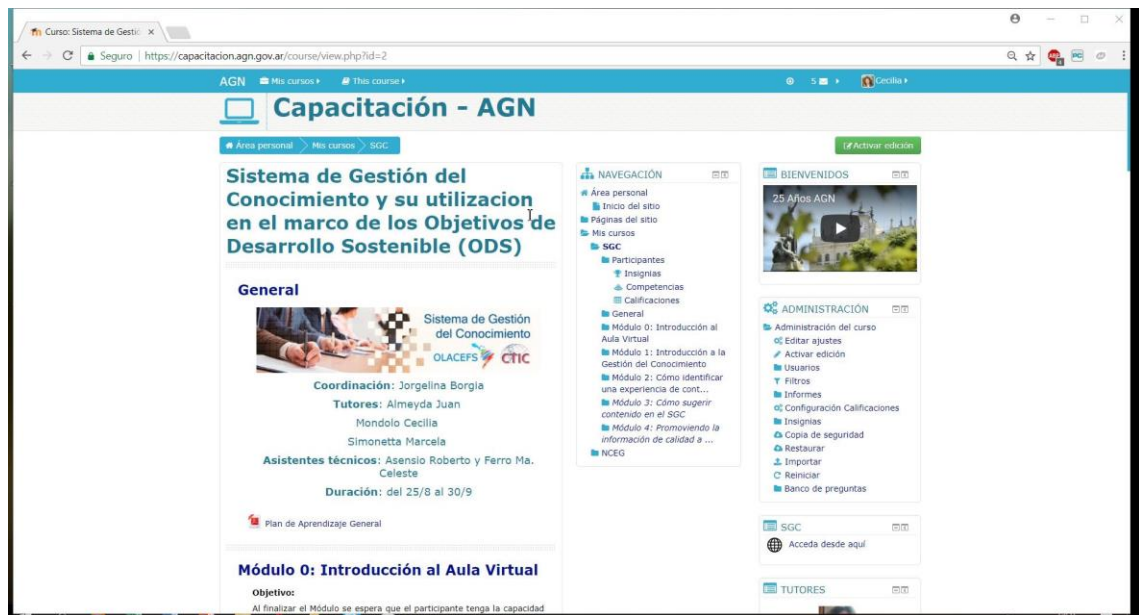 Curso: Sistema de Gestió
Seguro | https://capacitacion.agn.gov.ar/course/view.php?id=2
AGN Mis cursos This course 5 Cecilia
Capacitación - AGN
Área personal Mis cursos SGC
Activar edición
Sistema de Gestión del
Conocimiento y su utilizacion
en el marco de los Objetivos de
Desarrollo Sostenible (ODS)
General
Sistema de Gestión
del Conocimiento
OLACEFS CTIC
Coordinación: Jorgelina Borgia
Tutores: Almeyda Juan
Mondolo Cecilia
Simonetta Marcela
Asistentes técnicos: Asensio Roberto y Ferro Ma.
Celeste
Duración: del 25/8 al 30/9
Plan de Aprendizaje General
Módulo 0: Introducción al Aula Virtual
Objetivo:
Al finalizar el Módulo se espera que el participante tenga la capacidad
NAVEGACIÓN
Área personal
Inicio del sitio
Páginas del sitio
Mis cursos
SGC
Participantes
Insignias
Competencias
Calificaciones
General
Módulo 0: Introducción al
Aula Virtual
Módulo 1: Introducción a la
Gestión del Conocimiento
Módulo 2: Cómo identificar
una experiencia de cont...
Módulo 3: Cómo sugerir
contenido en el SGC
Módulo 4: Promoviendo la
información de calidad a ...
NCEG
BIENVENIDOS
25 Años AGN
ADMINISTRACIÓN
Administración del curso
Editar ajustes
Activar edición
Usuarios
Filtros
Informes
Configuración Calificaciones
Insignias
Copia de seguridad
Restaurar
Importar
Reiniciar
Banco de preguntas
SGC
Acceda desde aquí
TUTORES